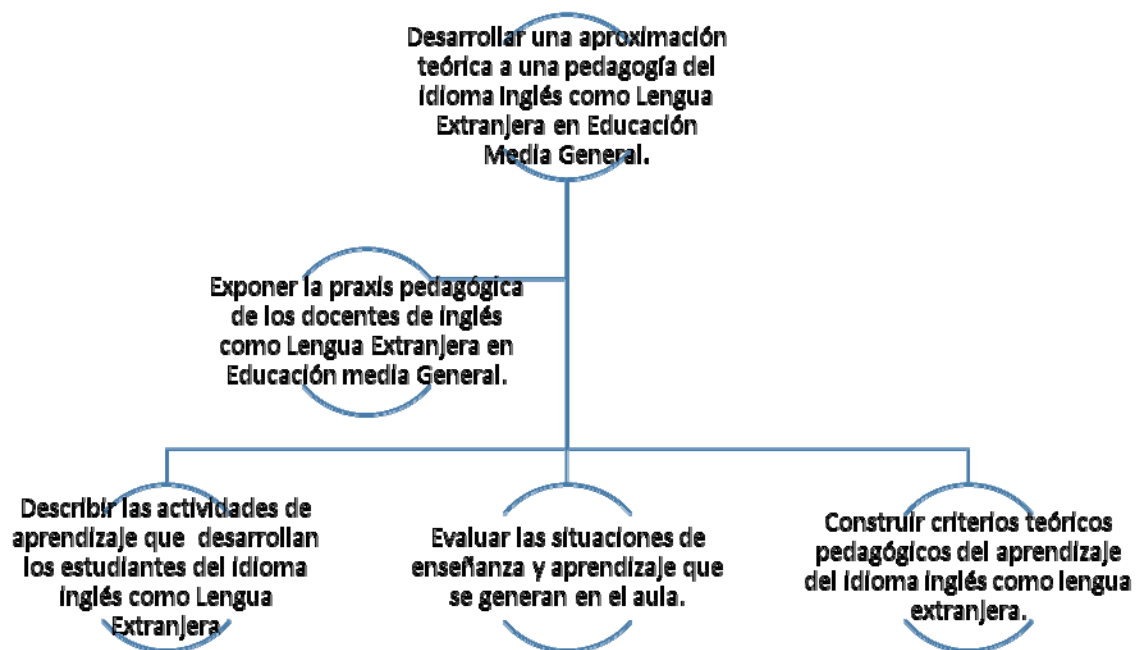 Desarrollar una aproximación
teórica a una pedagogía del
idioma Inglés como Lengua
Extranjera en Educación
Media General.
Exponer la praxis pedagógica
de los docentes de inglés
como Lengua Extranjera en
Educación media General.
Describir las actividades de
aprendizaje que desarrollan
los estudiantes del idioma
inglés como Lengua
Extranjera
Evaluar las situaciones de
enseñanza y aprendizaje que
se generan en el aula.
Construir criterios teóricos
pedagógicos del aprendizaje
del idioma inglés como lengua
extranjera.